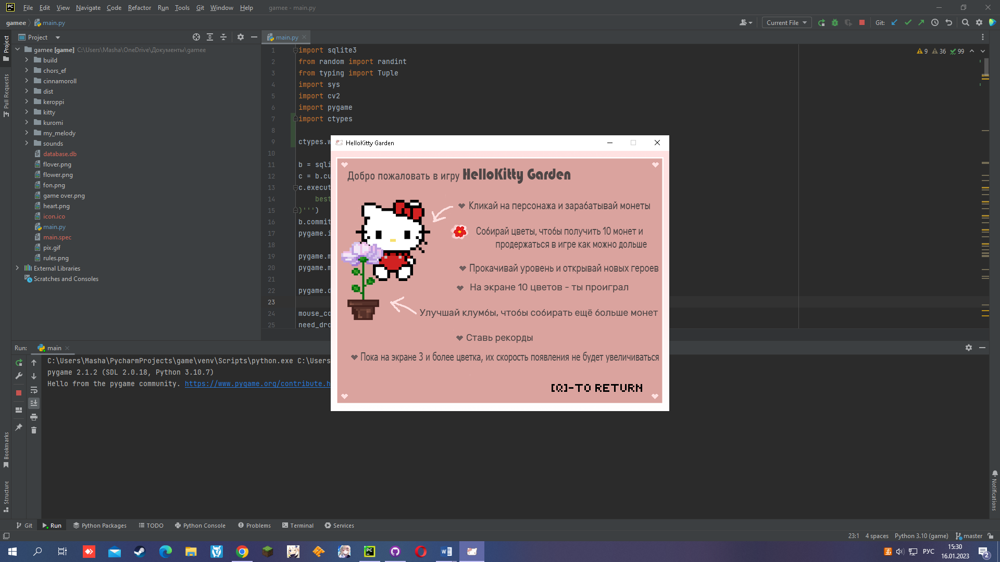 File Edit View Navigate Code Refactor Run Tools Git Window Help gamee - main.py
gamee main.py
Current File
Git:
Project
main.py
gamee [game] C:\Users\Masha\OneDrive\Документы\gamee
build
chors_ef
cinnamoroll
dist
keroppi
kitty
kuromi
my_melody
sounds
database.db
flover.png
flower.png
fon.png
game over.png
heart.png
icon.ico
main.py
main.spec
pix.gif
rules.png
External Libraries
Scratches and Consoles
Project
Pull Requests
Bookmarks
Structure
Notifications
9 36 99
1 import sqlite3
2 from random import randint
3 from typing import Tuple
4 import sys
5 import cv2
6 import pygame
7 import ctypes
8
9 ctypes.w
10
11 b = sqli
12 c = b.cu
13 c.execut
14 best
15 )''')
16 b.commit
17 pygame.i
18
19 pygame.m
20 pygame.m
21
22 pygame.d
23
24 mouse_co
25 need_dro
HelloKitty Garden
Добро пожаловать в игру HelloKitty Garden
Кликай на персонажа и зарабатывай монеты
Собирай цветы, чтобы получить 10 монет и
продержаться в игре как можно дольше
Прокачивай уровень и открывай новых героев
На экране 10 цветов - ты проиграл
Улучшай клумбы, чтобы собирать ещё больше монет
Ставь рекорды
Пока на экране 3 и более цветка, их скорость появления не будет увеличиваться
[Q]-TO RETURN
Run: main
C:\Users\Masha\PycharmProjects\game\venv\Scripts\python.exe C:\Users
pygame 2.1.2 (SDL 2.0.18, Python 3.10.7)
Hello from the pygame community. https://www.pygame.org/contribute.h
Git Run Python Packages TODO Python Console Problems Terminal Services
23:1 4 spaces Python 3.10 (game) master
РУС
15:30
16.01.2023
2